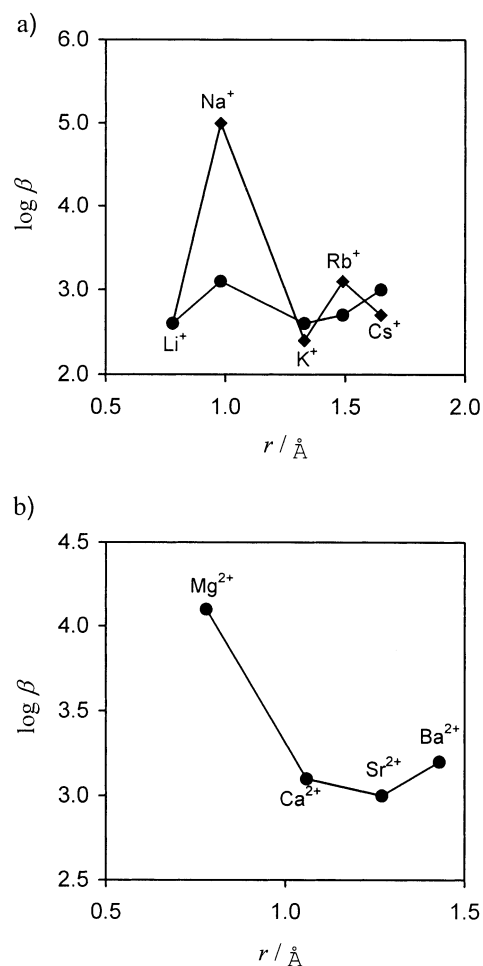 a)
6.0
Na⁺
5.0
log β
4.0
Rb⁺
3.0
Li⁺
K⁺
Cs⁺
2.0
0.5 1.0 1.5 2.0
r / Å
b)
4.5
Mg²⁺
4.0
log β
3.5
Ba²⁺
Sr²⁺
3.0
Ca²⁺
2.5
0.5 1.0 1.5
r / Å